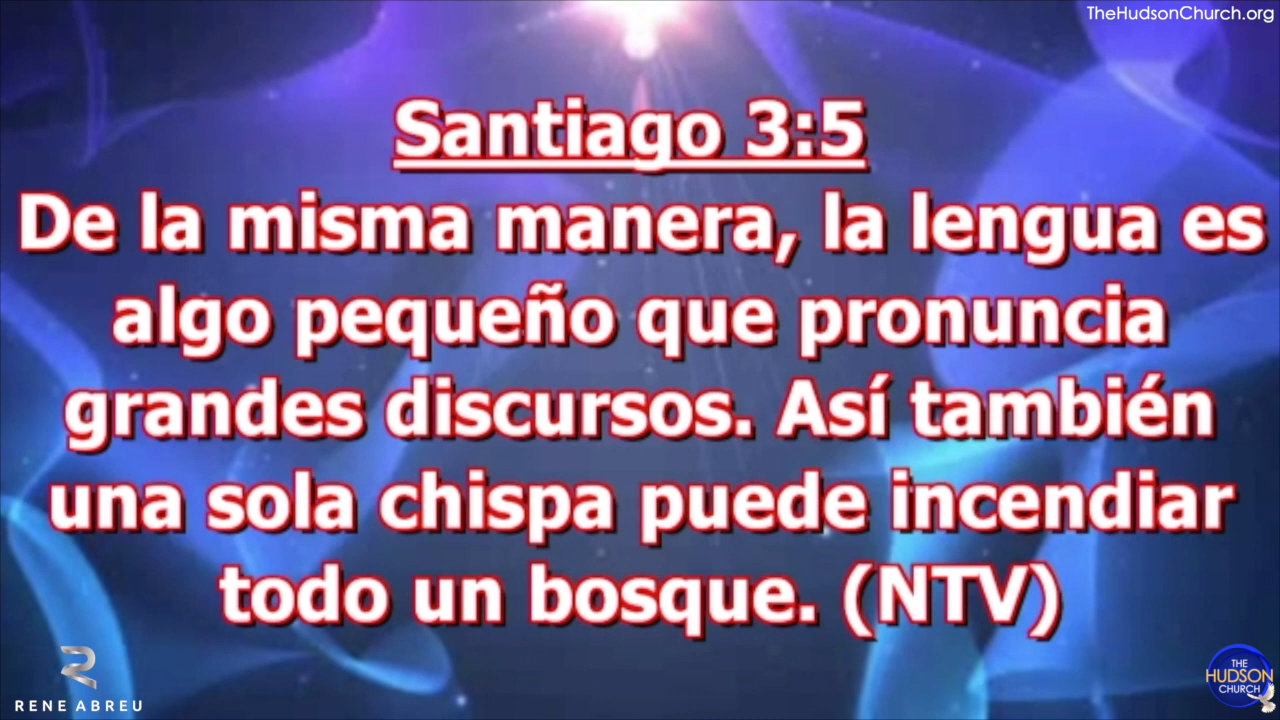 TheHudsonChurch.org
Santiago 3:5
De la misma manera, la lengua es
algo pequeño que pronuncia
grandes discursos. Así también
una sola chispa puede incendiar
todo un bosque. (NTV)
RENE ABREU
THE
HUDSON
CHURCH